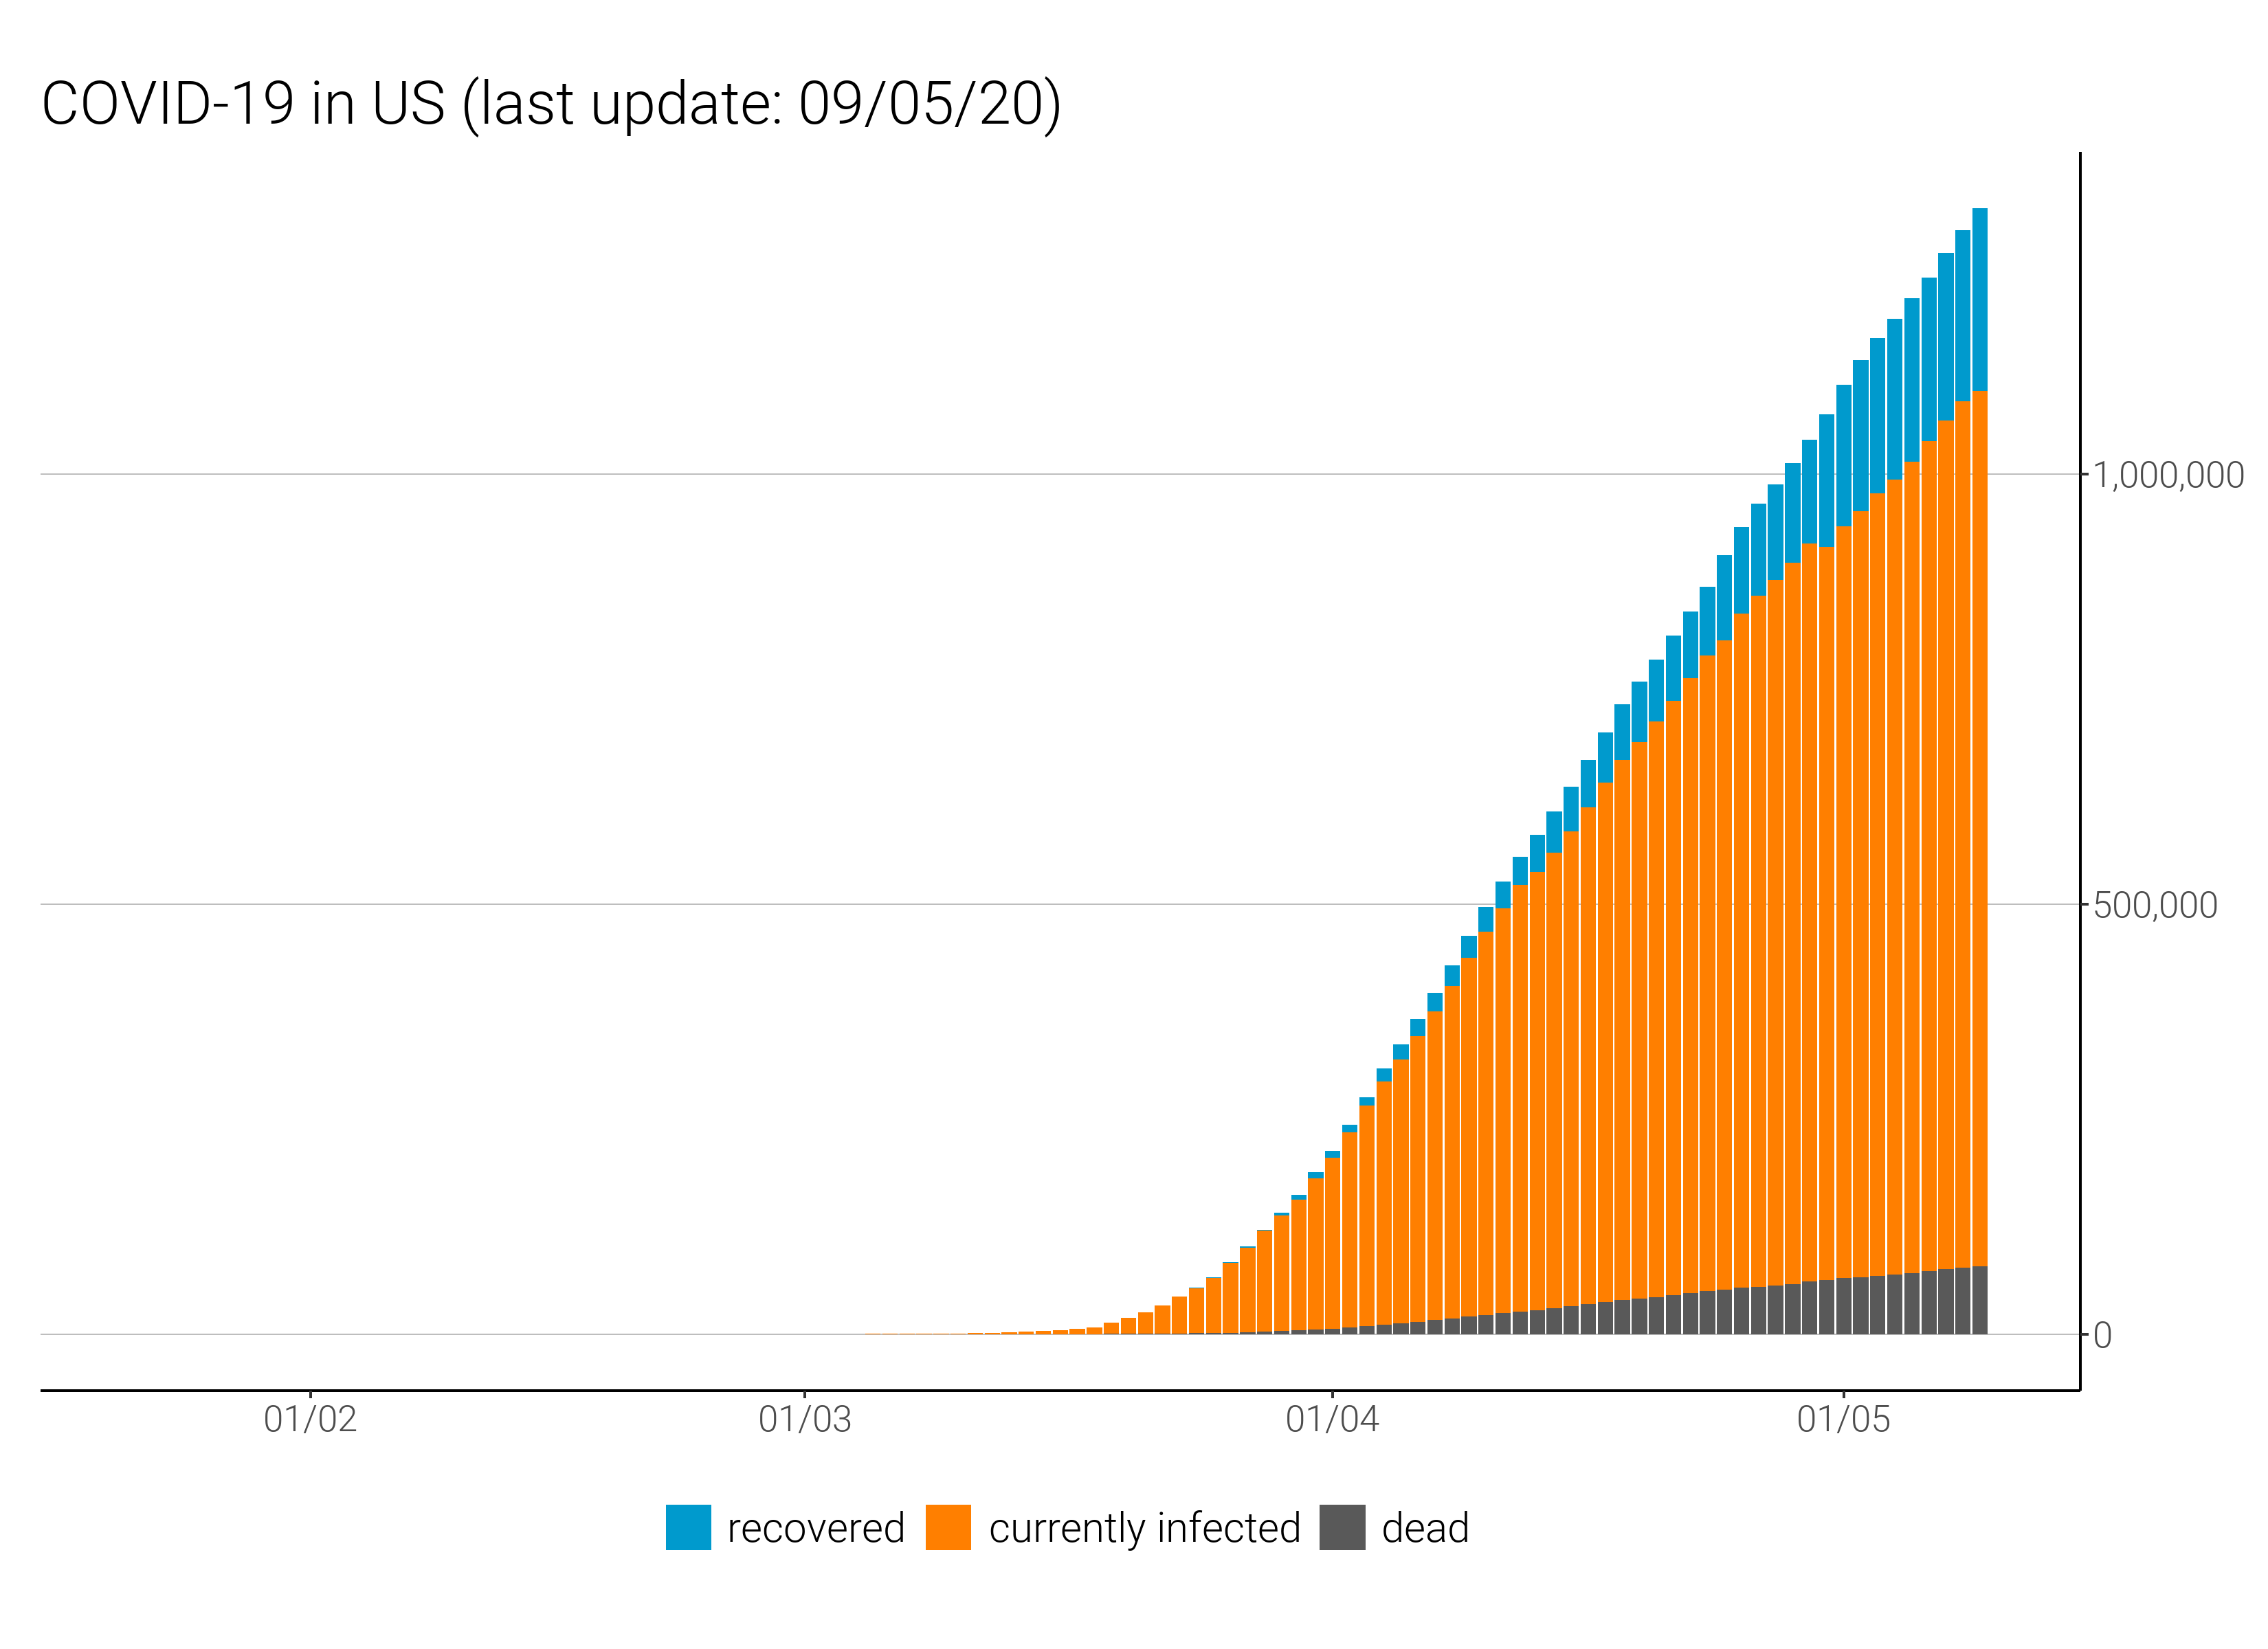 COVID-19 in US (last update: 09/05/20)
1,000,000
500,000
0
01/02 01/03 01/04 01/05
recovered currently infected dead